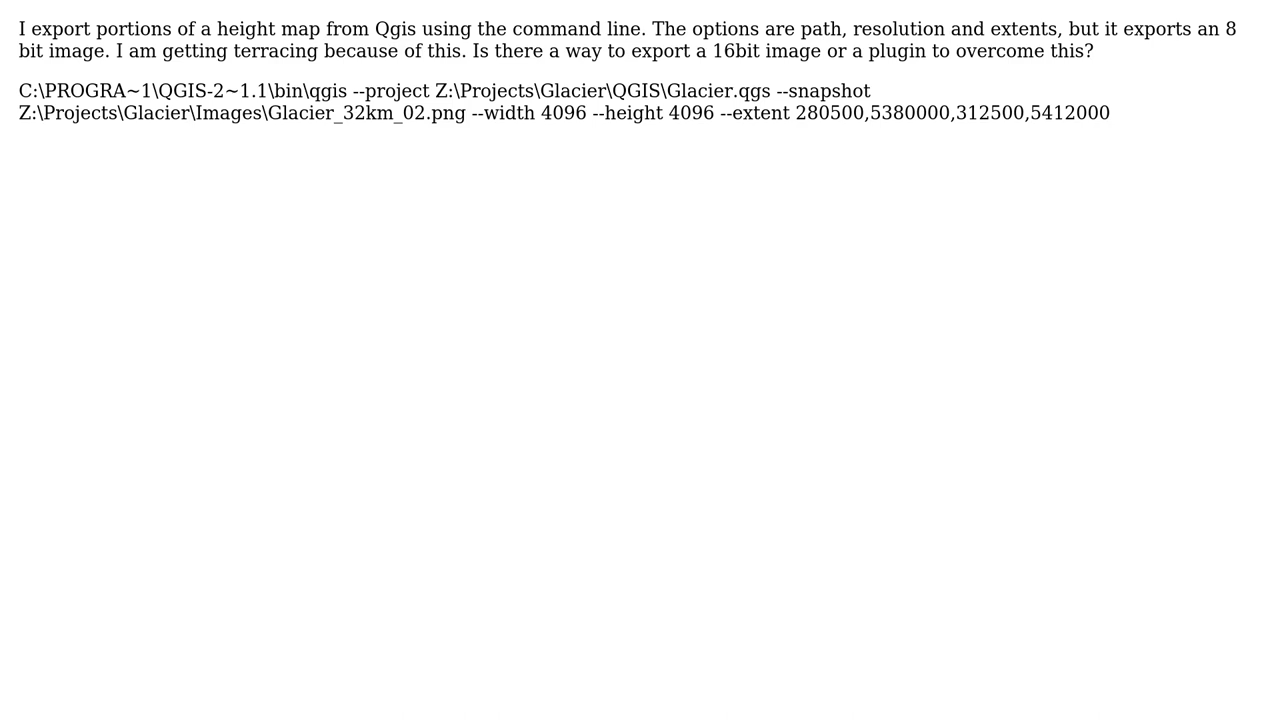 I export portions of a height map from Qgis using the command line. The options are path, resolution and extents, but it exports an 8
bit image. I am getting terracing because of this. Is there a way to export a 16bit image or a plugin to overcome this?
C:\PROGRA~1\QGIS-2~1.1\bin\qgis --project Z:\Projects\Glacier\QGIS\Glacier.qgs --snapshot
Z:\Projects\Glacier\Images\Glacier_32km_02.png --width 4096 --height 4096 --extent 280500,5380000,312500,5412000